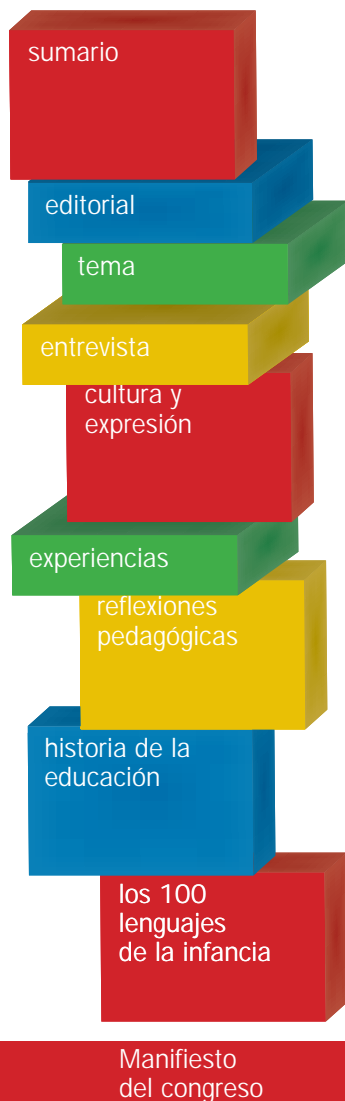 sumario
editorial
tema
entrevista
cultura y
expresión
experiencias
reflexiones
pedagógicas
historia de la
educación
los 100
lenguajes
de la infancia
Manifiesto
del congreso